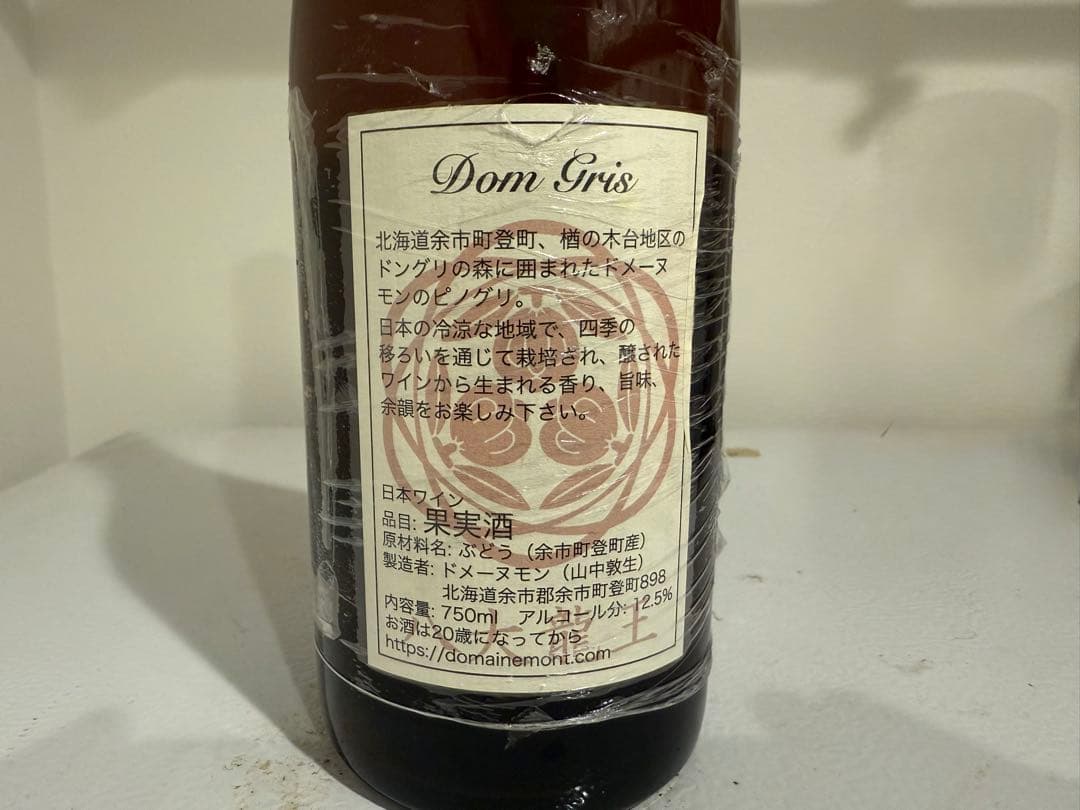 Dom Gris
北海道余市町登町、楢の木台地区の
ドングリの森に囲まれたドメーヌ
モンのピノグリ。
日本の冷涼な地域で、四季の
移ろいを通じて栽培され、醸された
ワインから生まれる香り、旨味、
余韻をお楽しみ下さい。
日本ワイン
品目: 果実酒
原材料名: ぶどう（余市町登町産）
製造者: ドメーヌモン（山中敦生）
北海道余市郡余市町登町898
内容量: 750ml アルコール分: 12.5%
お酒は20歳になってから
https://domainemont.com
八大龍王